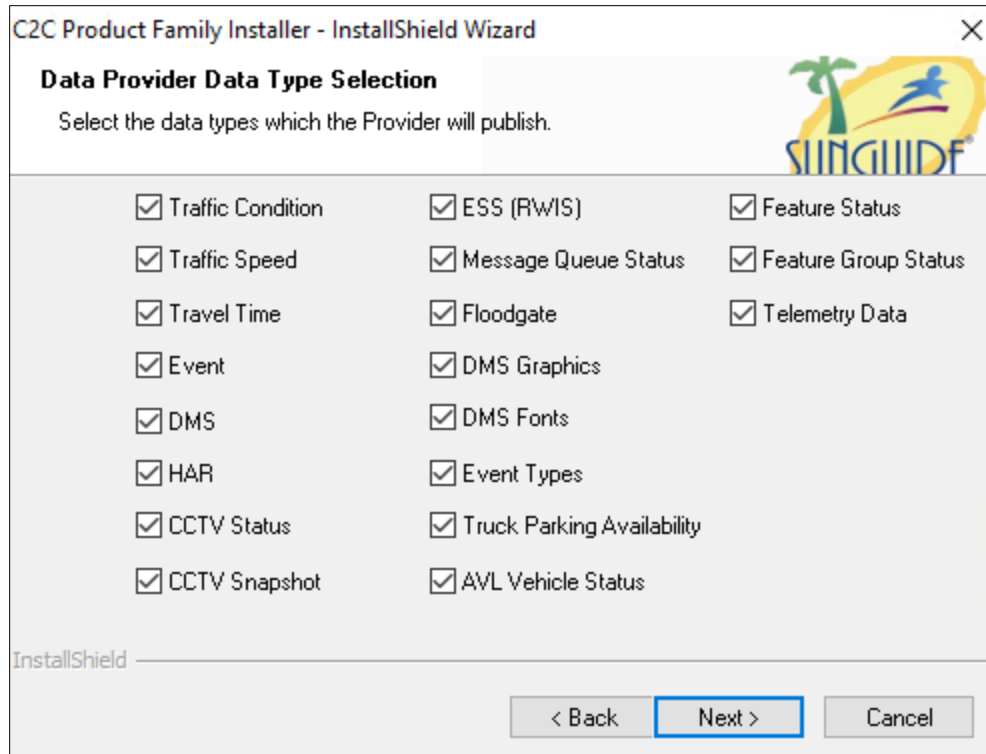 C2C Product Family Installer - InstallShield Wizard
Data Provider Data Type Selection
Select the data types which the Provider will publish.
SUNGUIDE®
Traffic Condition
Traffic Speed
Travel Time
Event
DMS
HAR
CCTV Status
CCTV Snapshot
ESS (RWIS)
Message Queue Status
Floodgate
DMS Graphics
DMS Fonts
Event Types
Truck Parking Availability
AVL Vehicle Status
Feature Status
Feature Group Status
Telemetry Data
InstallShield
< Back
Next >
Cancel